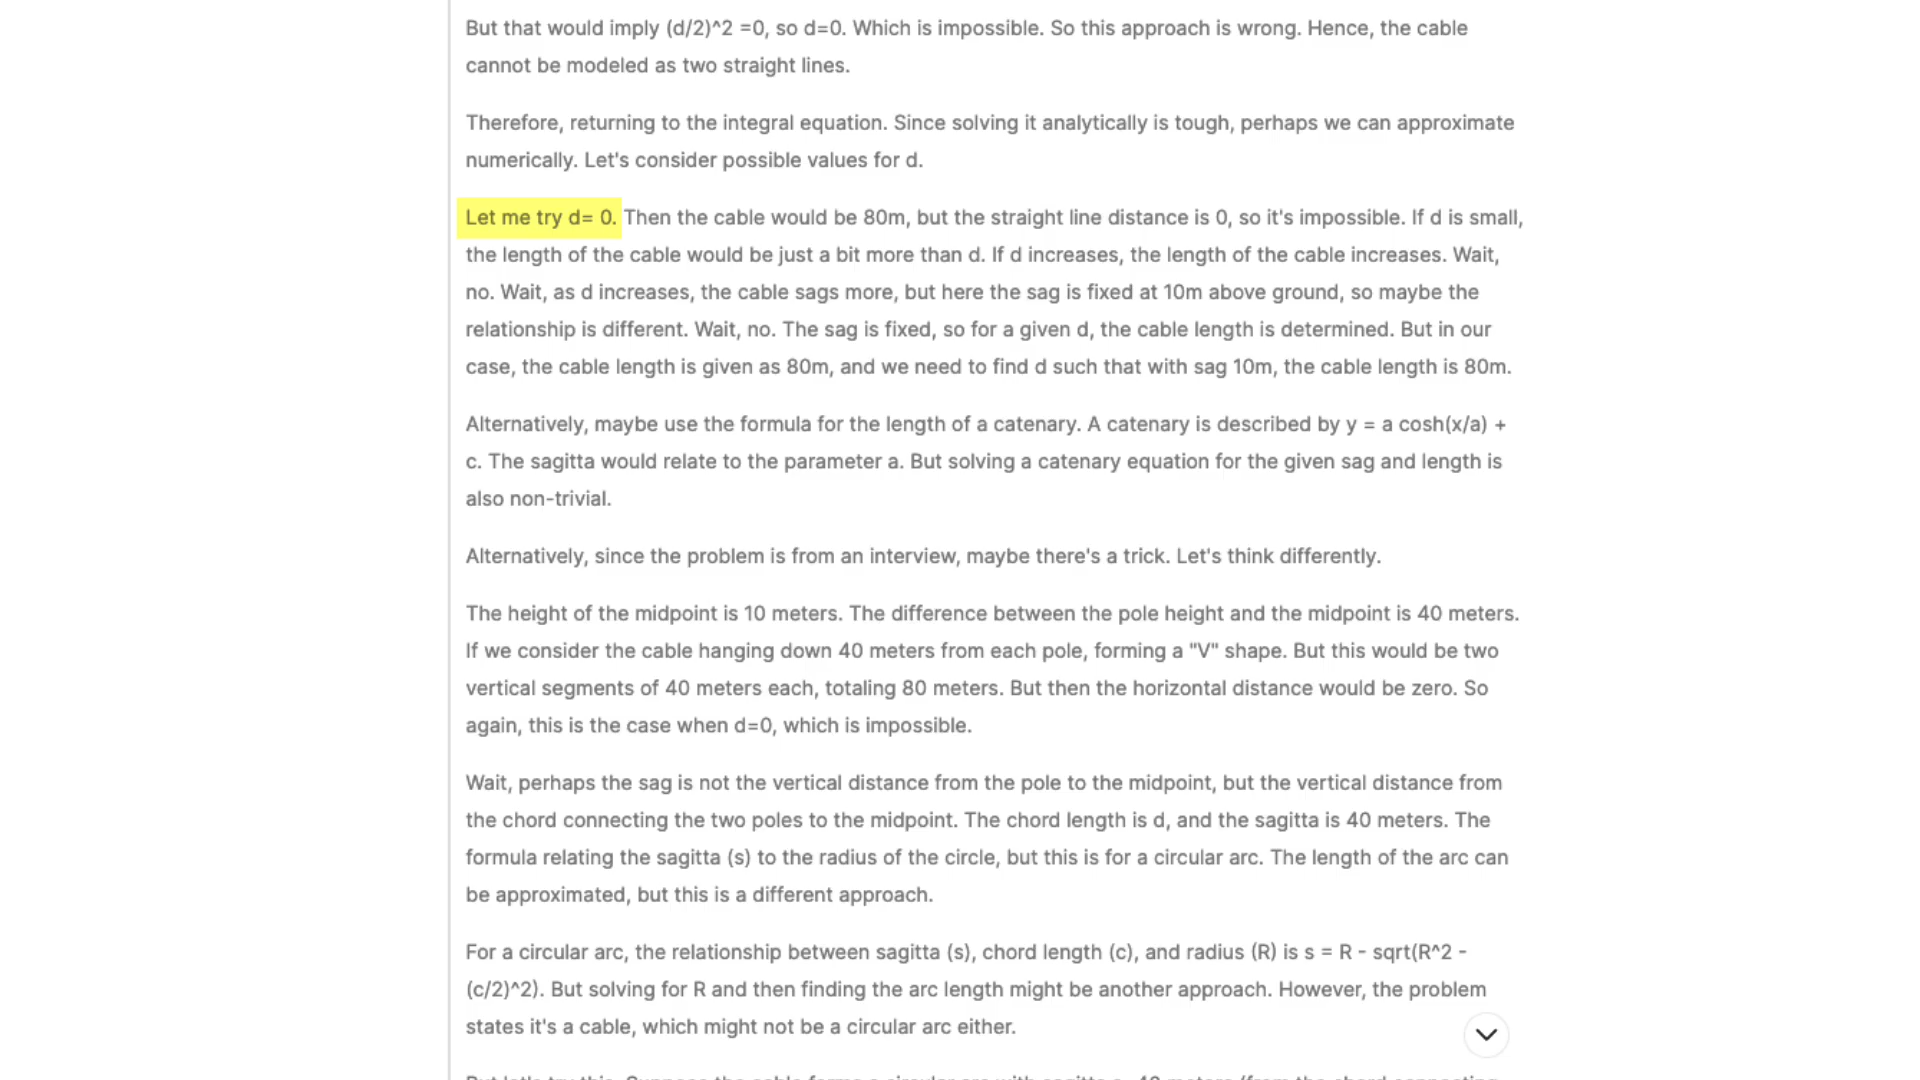 But that would imply (d/2)^2 =0, so d=0. Which is impossible. So this approach is wrong. Hence, the cable
cannot be modeled as two straight lines.
Therefore, returning to the integral equation. Since solving it analytically is tough, perhaps we can approximate
numerically. Let's consider possible values for d.
Let me try d= 0. Then the cable would be 80m, but the straight line distance is 0, so it's impossible. If d is small,
the length of the cable would be just a bit more than d. If d increases, the length of the cable increases. Wait,
no. Wait, as d increases, the cable sags more, but here the sag is fixed at 10m above ground, so maybe the
relationship is different. Wait, no. The sag is fixed, so for a given d, the cable length is determined. But in our
case, the cable length is given as 80m, and we need to find d such that with sag 10m, the cable length is 80m.
Alternatively, maybe use the formula for the length of a catenary. A catenary is described by y = a cosh(x/a) +
c. The sagitta would relate to the parameter a. But solving a catenary equation for the given sag and length is
also non-trivial.
Alternatively, since the problem is from an interview, maybe there's a trick. Let's think differently.
The height of the midpoint is 10 meters. The difference between the pole height and the midpoint is 40 meters.
If we consider the cable hanging down 40 meters from each pole, forming a "V" shape. But this would be two
vertical segments of 40 meters each, totaling 80 meters. But then the horizontal distance would be zero. So
again, this is the case when d=0, which is impossible.
Wait, perhaps the sag is not the vertical distance from the pole to the midpoint, but the vertical distance from
the chord connecting the two poles to the midpoint. The chord length is d, and the sagitta is 40 meters. The
formula relating the sagitta (s) to the radius of the circle, but this is for a circular arc. The length of the arc can
be approximated, but this is a different approach.
For a circular arc, the relationship between sagitta (s), chord length (c), and radius (R) is s = R - sqrt(R^2 -
(c/2)^2). But solving for R and then finding the arc length might be another approach. However, the problem
states it's a cable, which might not be a circular arc either.